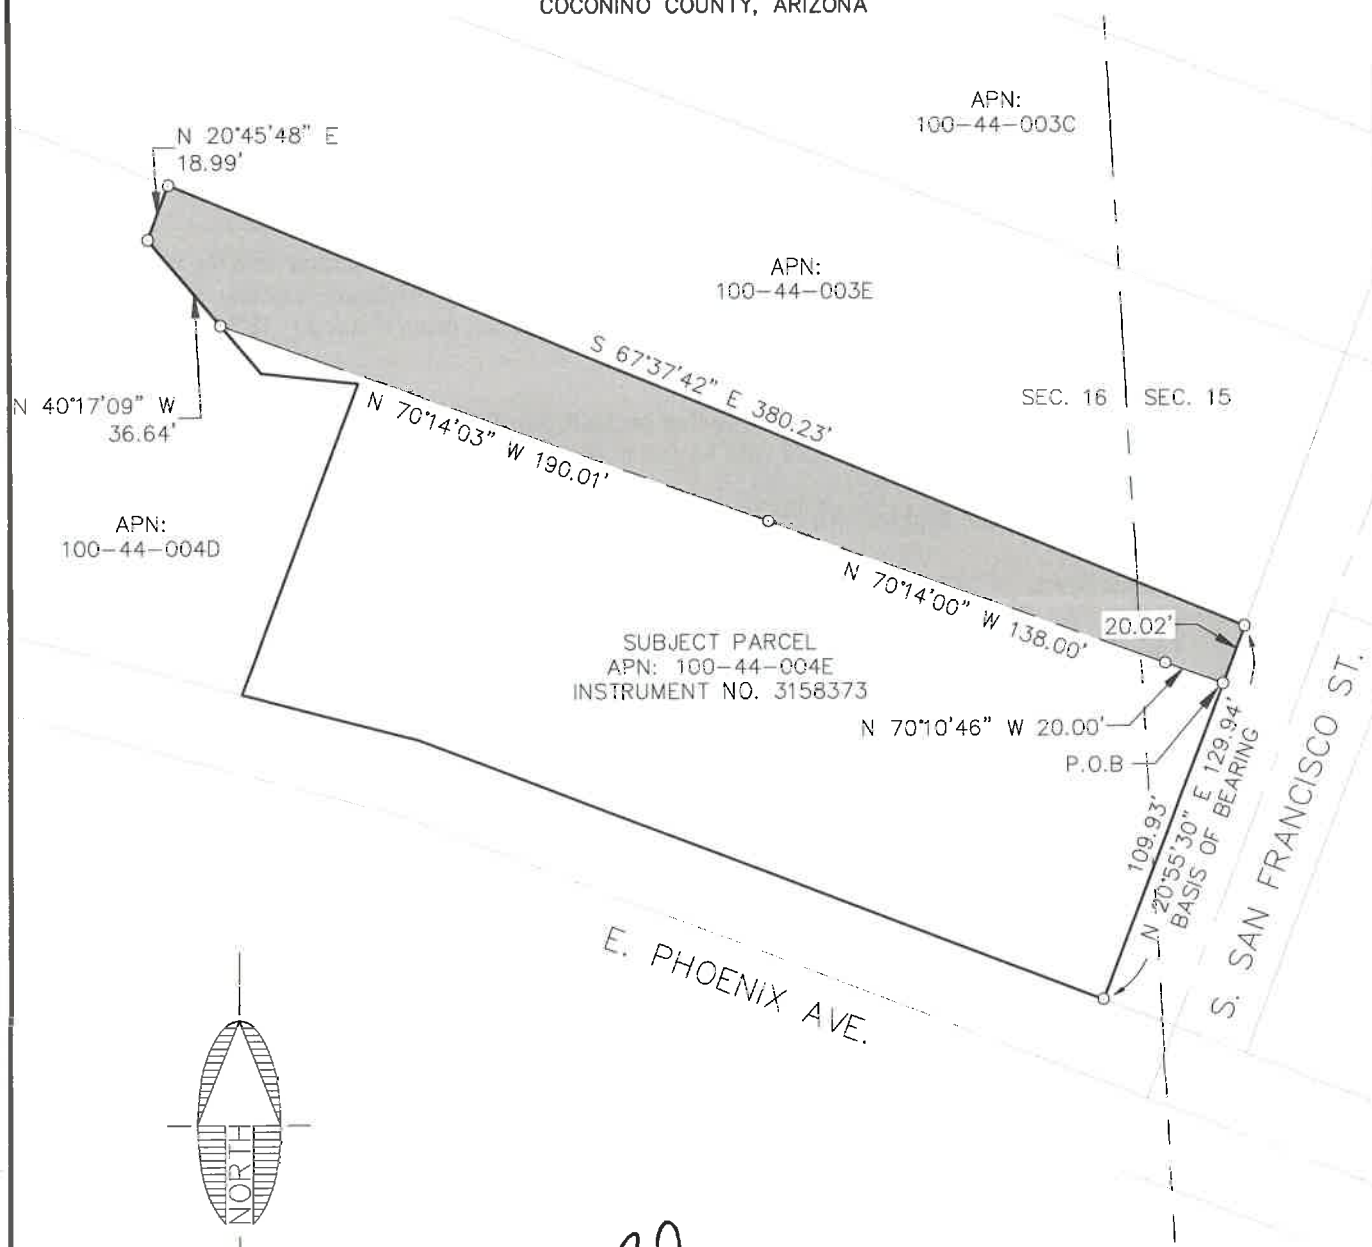 COCONINO COUNTY, ARIZONA
APN:
100-44-003C
N 20°45'48" E
18.99'
APN:
100-44-003E
S 67°37'42" E 380.23'
SEC. 16
SEC. 15
N 40°17'09" W
36.64'
N 70°14'03" W 190.01'
APN:
100-44-004D
N 70°14'00" W 138.00'
20.02'
SUBJECT PARCEL
APN: 100-44-004E
INSTRUMENT NO. 3158373
N 70°10'46" W 20.00'
P.O.B
109.93'
N 20°55'30" E 129.94'
BASIS OF BEARING
S. SAN FRANCISCO ST.
E. PHOENIX AVE.
NORTH